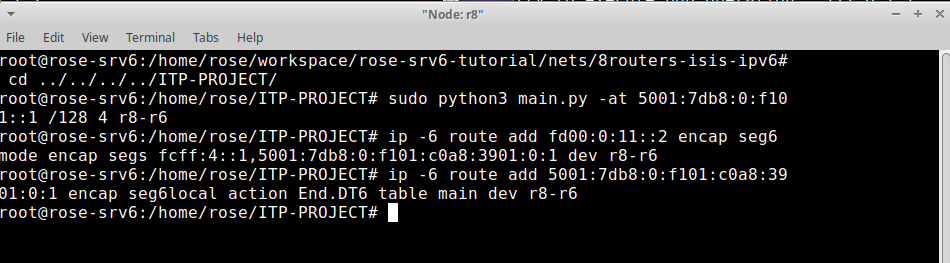 "Node: r8"
File Edit View Terminal Tabs Help
root@rose-srv6:/home/rose/workspace/rose-srv6-tutorial/nets/8routers-isis-ipv6#
 cd ../../../../ITP-PROJECT/
root@rose-srv6:/home/rose/ITP-PROJECT# sudo python3 main.py -at 5001:7db8:0:f10
1::1 /128 4 r8-r6
root@rose-srv6:/home/rose/ITP-PROJECT# ip -6 route add fd00:0:11::2 encap seg6
mode encap segs fcff:4::1,5001:7db8:0:f101:c0a8:3901:0:1 dev r8-r6
root@rose-srv6:/home/rose/ITP-PROJECT# ip -6 route add 5001:7db8:0:f101:c0a8:39
01:0:1 encap seg6local action End.DT6 table main dev r8-r6
root@rose-srv6:/home/rose/ITP-PROJECT#